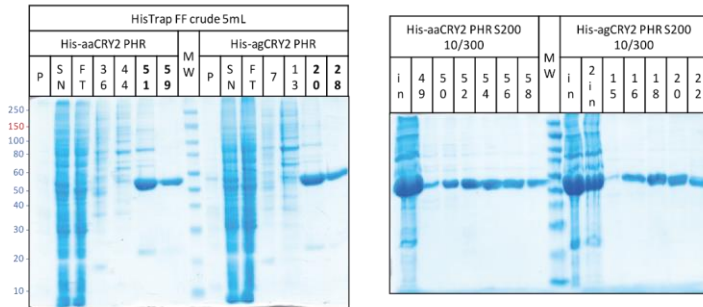 HisTrap FF crude 5mL
His-aaCRY2 PHR
MW
His-agCRY2 PHR
P
SN
FT
36
44
51
59
P
SN
FT
7
13
20
28
250
150
100
80
60
50
40
30
20
10
His-aaCRY2 PHR S200
10/300
MW
His-agCRY2 PHR S200
10/300
in
49
50
52
54
56
58
in
2in
15
16
18
20
22